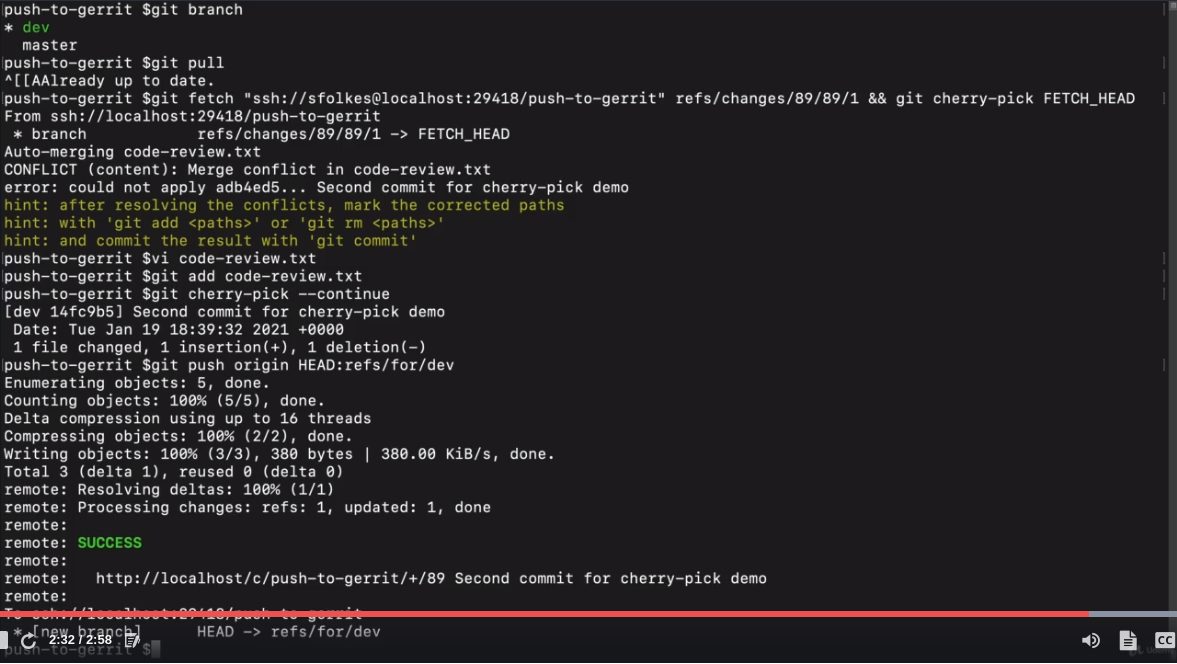 push-to-gerrit $git branch
* dev
  master
push-to-gerrit $git pull
^[[AAlready up to date.
push-to-gerrit $git fetch "ssh://sfolkes@localhost:29418/push-to-gerrit" refs/changes/89/89/1 && git cherry-pick FETCH_HEAD
From ssh://localhost:29418/push-to-gerrit
 * branch            refs/changes/89/89/1 -> FETCH_HEAD
Auto-merging code-review.txt
CONFLICT (content): Merge conflict in code-review.txt
error: could not apply adb4ed5... Second commit for cherry-pick demo
hint: after resolving the conflicts, mark the corrected paths
hint: with 'git add <paths>' or 'git rm <paths>'
hint: and commit the result with 'git commit'
push-to-gerrit $vi code-review.txt
push-to-gerrit $git add code-review.txt
push-to-gerrit $git cherry-pick --continue
[dev 14fc9b5] Second commit for cherry-pick demo
 Date: Tue Jan 19 18:39:32 2021 +0000
 1 file changed, 1 insertion(+), 1 deletion(-)
push-to-gerrit $git push origin HEAD:refs/for/dev
Enumerating objects: 5, done.
Counting objects: 100% (5/5), done.
Delta compression using up to 16 threads
Compressing objects: 100% (2/2), done.
Writing objects: 100% (3/3), 380 bytes | 380.00 KiB/s, done.
Total 3 (delta 1), reused 0 (delta 0)
remote: Resolving deltas: 100% (1/1)
remote: Processing changes: refs: 1, updated: 1, done
remote:
remote: SUCCESS
remote:
remote:   http://localhost/c/push-to-gerrit/+/89 Second commit for cherry-pick demo
remote:
To ssh://localhost:29418/push-to-gerrit
 * [new branch]      HEAD -> refs/for/dev
2:32 / 2:58
CC
push-to-gerrit $